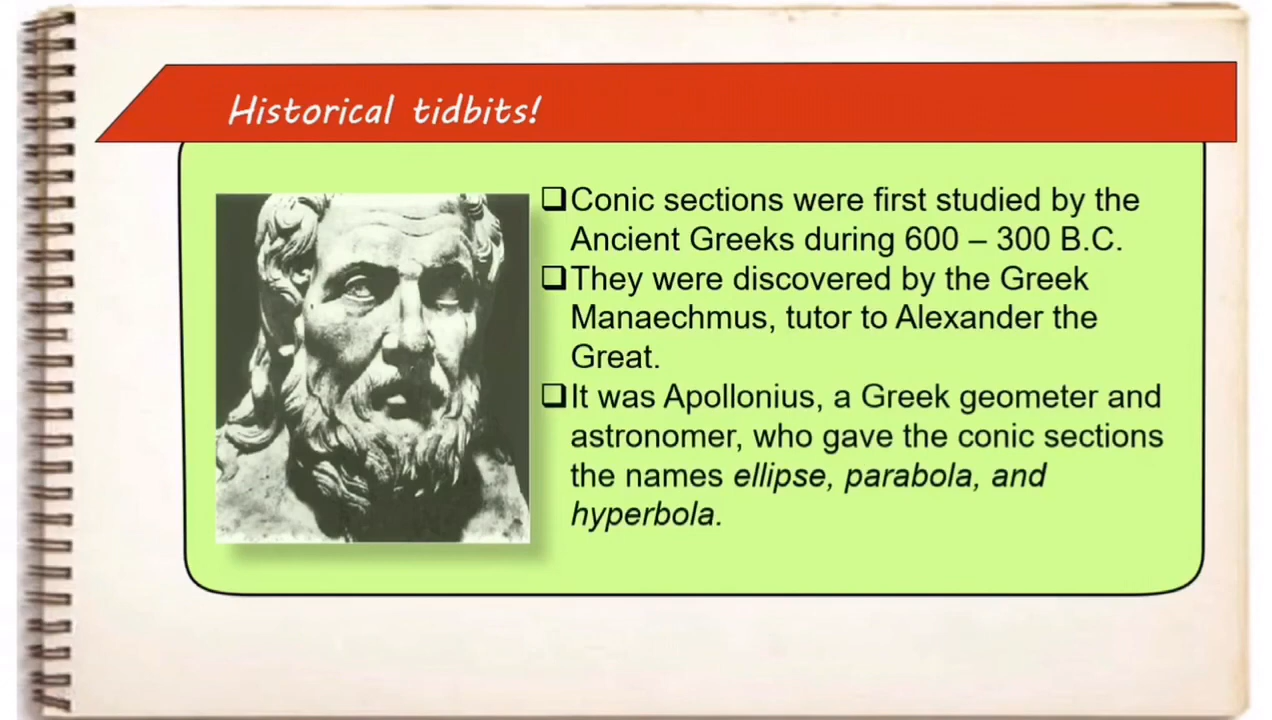 Historical tidbits!
❑Conic sections were first studied by the
Ancient Greeks during 600 – 300 B.C.
❑They were discovered by the Greek
Manaechmus, tutor to Alexander the
Great.
❑It was Apollonius, a Greek geometer and
astronomer, who gave the conic sections
the names ellipse, parabola, and
hyperbola.